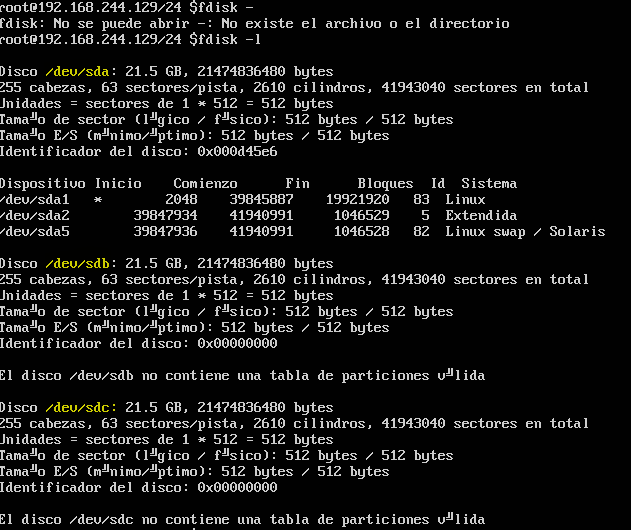 root@192.168.244.129/24 $fdisk -
fdisk: No se puede abrir -: No existe el archivo o el directorio
root@192.168.244.129/24 $fdisk -l
Disco /dev/sda: 21.5 GB, 21474836480 bytes
255 cabezas, 63 sectores/pista, 2610 cilindros, 41943040 sectores en total
Unidades = sectores de 1 * 512 = 512 bytes
Tama╝o de sector (l╝gico / f╝sico): 512 bytes / 512 bytes
Tama╝o E/S (m╝nimo/╝ptimo): 512 bytes / 512 bytes
Identificador del disco: 0x000d45e6
Dispositivo Inicio Comienzo Fin Bloques Id Sistema
/dev/sda1 * 2048 39845887 19921920 83 Linux
/dev/sda2 39847934 41940991 1046529 5 Extendida
/dev/sda5 39847936 41940991 1046528 82 Linux swap / Solaris
Disco /dev/sdb: 21.5 GB, 21474836480 bytes
255 cabezas, 63 sectores/pista, 2610 cilindros, 41943040 sectores en total
Unidades = sectores de 1 * 512 = 512 bytes
Tama╝o de sector (l╝gico / f╝sico): 512 bytes / 512 bytes
Tama╝o E/S (m╝nimo/╝ptimo): 512 bytes / 512 bytes
Identificador del disco: 0x00000000
El disco /dev/sdb no contiene una tabla de particiones v╝lida
Disco /dev/sdc: 21.5 GB, 21474836480 bytes
255 cabezas, 63 sectores/pista, 2610 cilindros, 41943040 sectores en total
Unidades = sectores de 1 * 512 = 512 bytes
Tama╝o de sector (l╝gico / f╝sico): 512 bytes / 512 bytes
Tama╝o E/S (m╝nimo/╝ptimo): 512 bytes / 512 bytes
Identificador del disco: 0x00000000
El disco /dev/sdc no contiene una tabla de particiones v╝lida